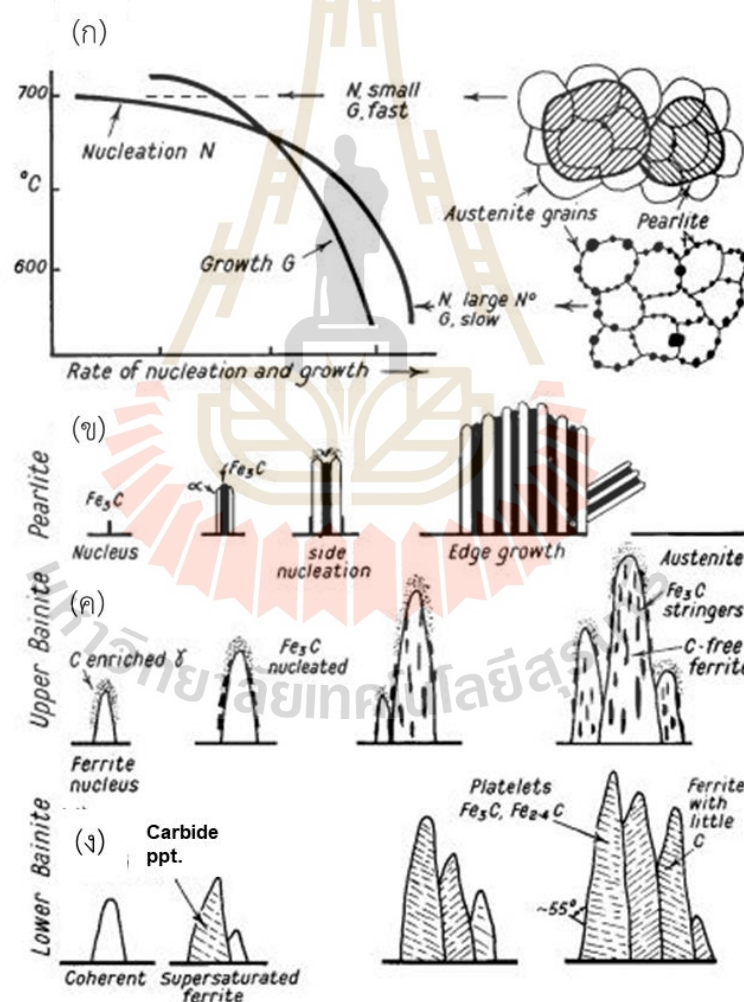 (ก)
700
°C
600
Nucleation N
Growth G
N, small
G, fast
N, large Nº
G, slow
Austenite grains
Pearlite
Rate of nucleation and growth
(ข)
Pearlite
Fe₃C
Nucleus
α
Fe₃C
side
nucleation
Edge growth
Austenite
(ค)
Upper Bainite
C enriched γ
Ferrite
nucleus
Fe₃C
nucleated
Fe₃C
stringers
C-free
ferrite
(ง)
Lower Bainite
Carbide
ppt.
Coherent
Supersaturated
ferrite
Platelets
Fe₃C, Fe₂.₄C
Ferrite
with
little
C
~55°